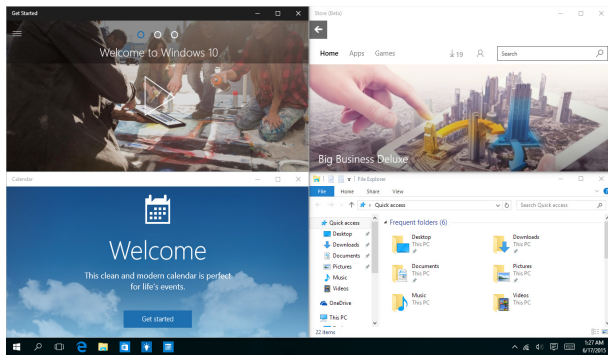 Get Started
Welcome to Windows 10
Store (Beta)
Home Apps Games 19 Search
Big Business Deluxe
Calendar
Welcome
This clean and modern calendar is perfect
for life's events.
Get started
File Explorer
File Home Share View
Quick access Search Quick access
Quick access
Desktop
Downloads
Documents
Pictures
Music
Videos
OneDrive
This PC
22 items
Frequent folders (6)
Desktop
This PC
Downloads
This PC
Documents
This PC
Pictures
This PC
Music
This PC
Videos
This PC
1:27 AM
6/17/2015